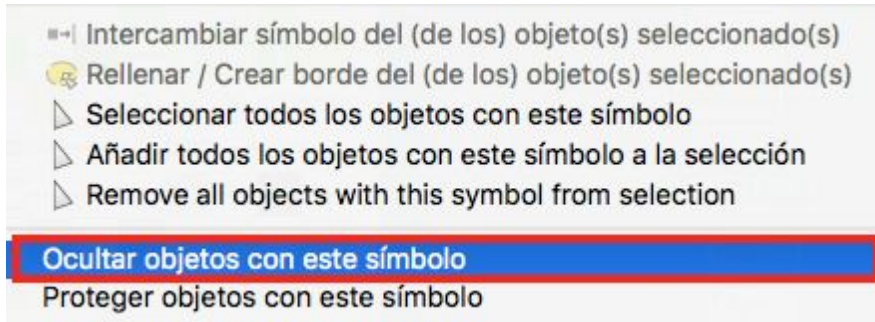 Intercambiar símbolo del (de los) objeto(s) seleccionado(s)
Rellenar / Crear borde del (de los) objeto(s) seleccionado(s)
Seleccionar todos los objetos con este símbolo
Añadir todos los objetos con este símbolo a la selección
Remove all objects with this symbol from selection
Ocultar objetos con este símbolo
Proteger objetos con este símbolo